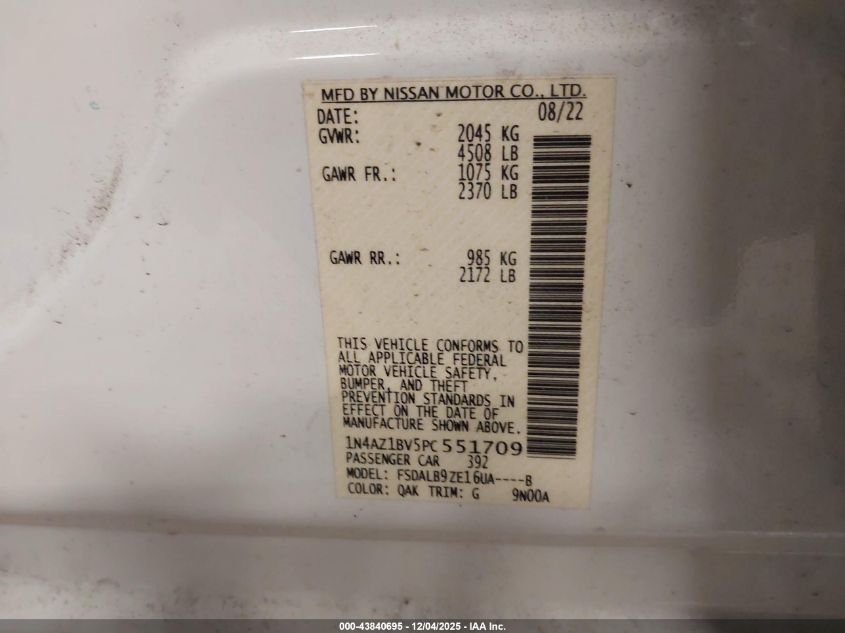 MFD BY NISSAN MOTOR CO., LTD.
DATE: 08/22
GVWR: 2045 KG
4508 LB
GAWR FR.: 1075 KG
2370 LB
GAWR RR.: 985 KG
2172 LB
THIS VEHICLE CONFORMS TO
ALL APPLICABLE FEDERAL
MOTOR VEHICLE SAFETY,
BUMPER, AND THEFT
PREVENTION STANDARDS IN
EFFECT ON THE DATE OF
MANUFACTURE SHOWN ABOVE.
1N4AZ1BV5PC551709
PASSENGER CAR 392
MODEL: FSDALB9ZE16UA----B
COLOR: QAK TRIM: G 9N00A
000-43840695 - 12/04/2025 - IAA Inc.